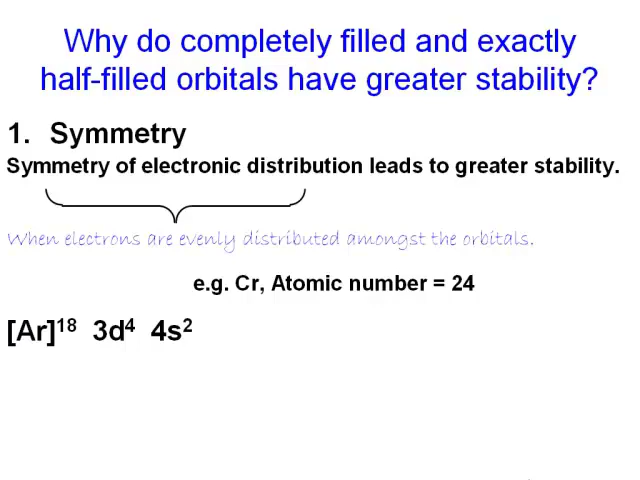 Why do completely filled and exactly
half-filled orbitals have greater stability?
1. Symmetry
Symmetry of electronic distribution leads to greater stability.
When electrons are evenly distributed amongst the orbitals.
e.g. Cr, Atomic number = 24
[Ar]¹⁸ 3d⁴ 4s²